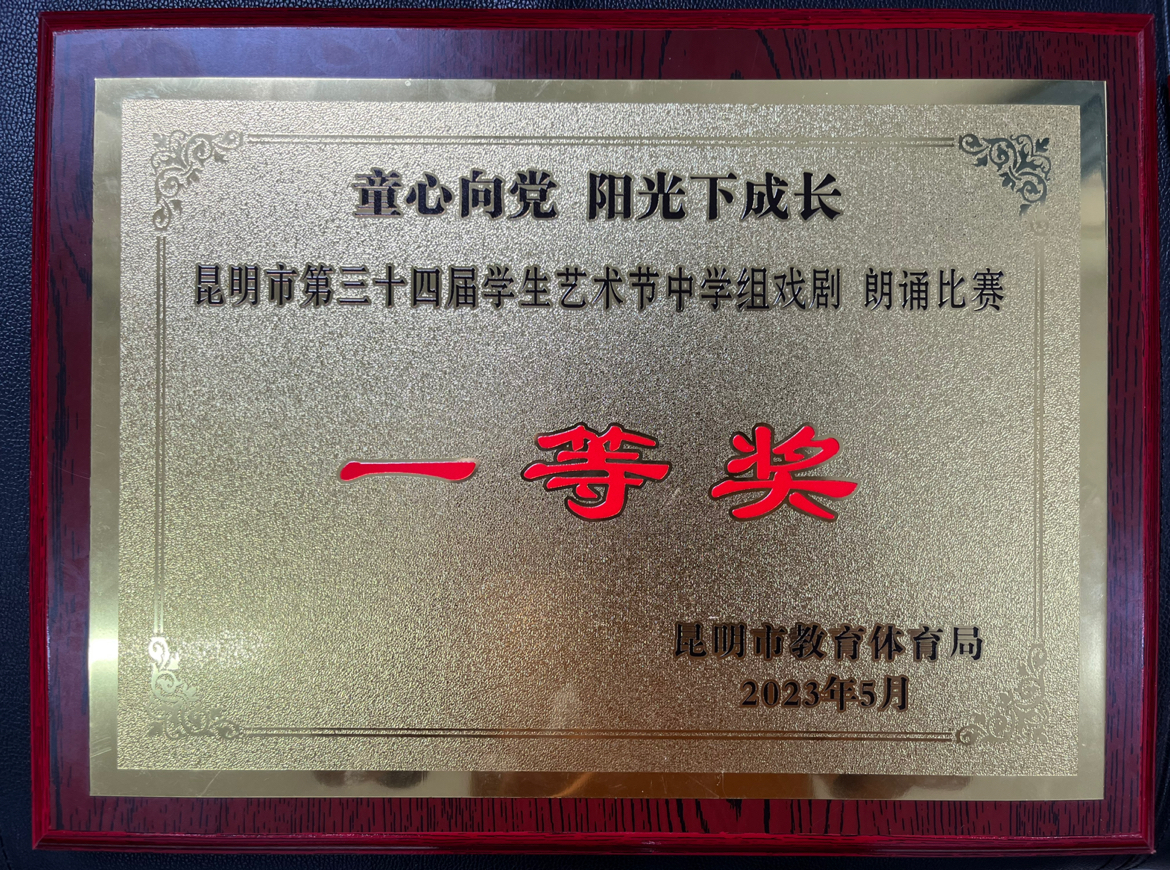 童心向党 阳光下成长
昆明市第三十四届学生艺术节中学组戏剧 朗诵比赛
一等奖
昆明市教育体育局
2023年5月